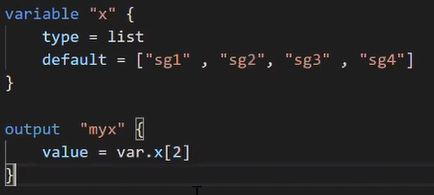 variable "x" {
    type = list
    default = ["sg1" , "sg2", "sg3" , "sg4"]
}

output  "myx" {
    value = var.x[2]
}